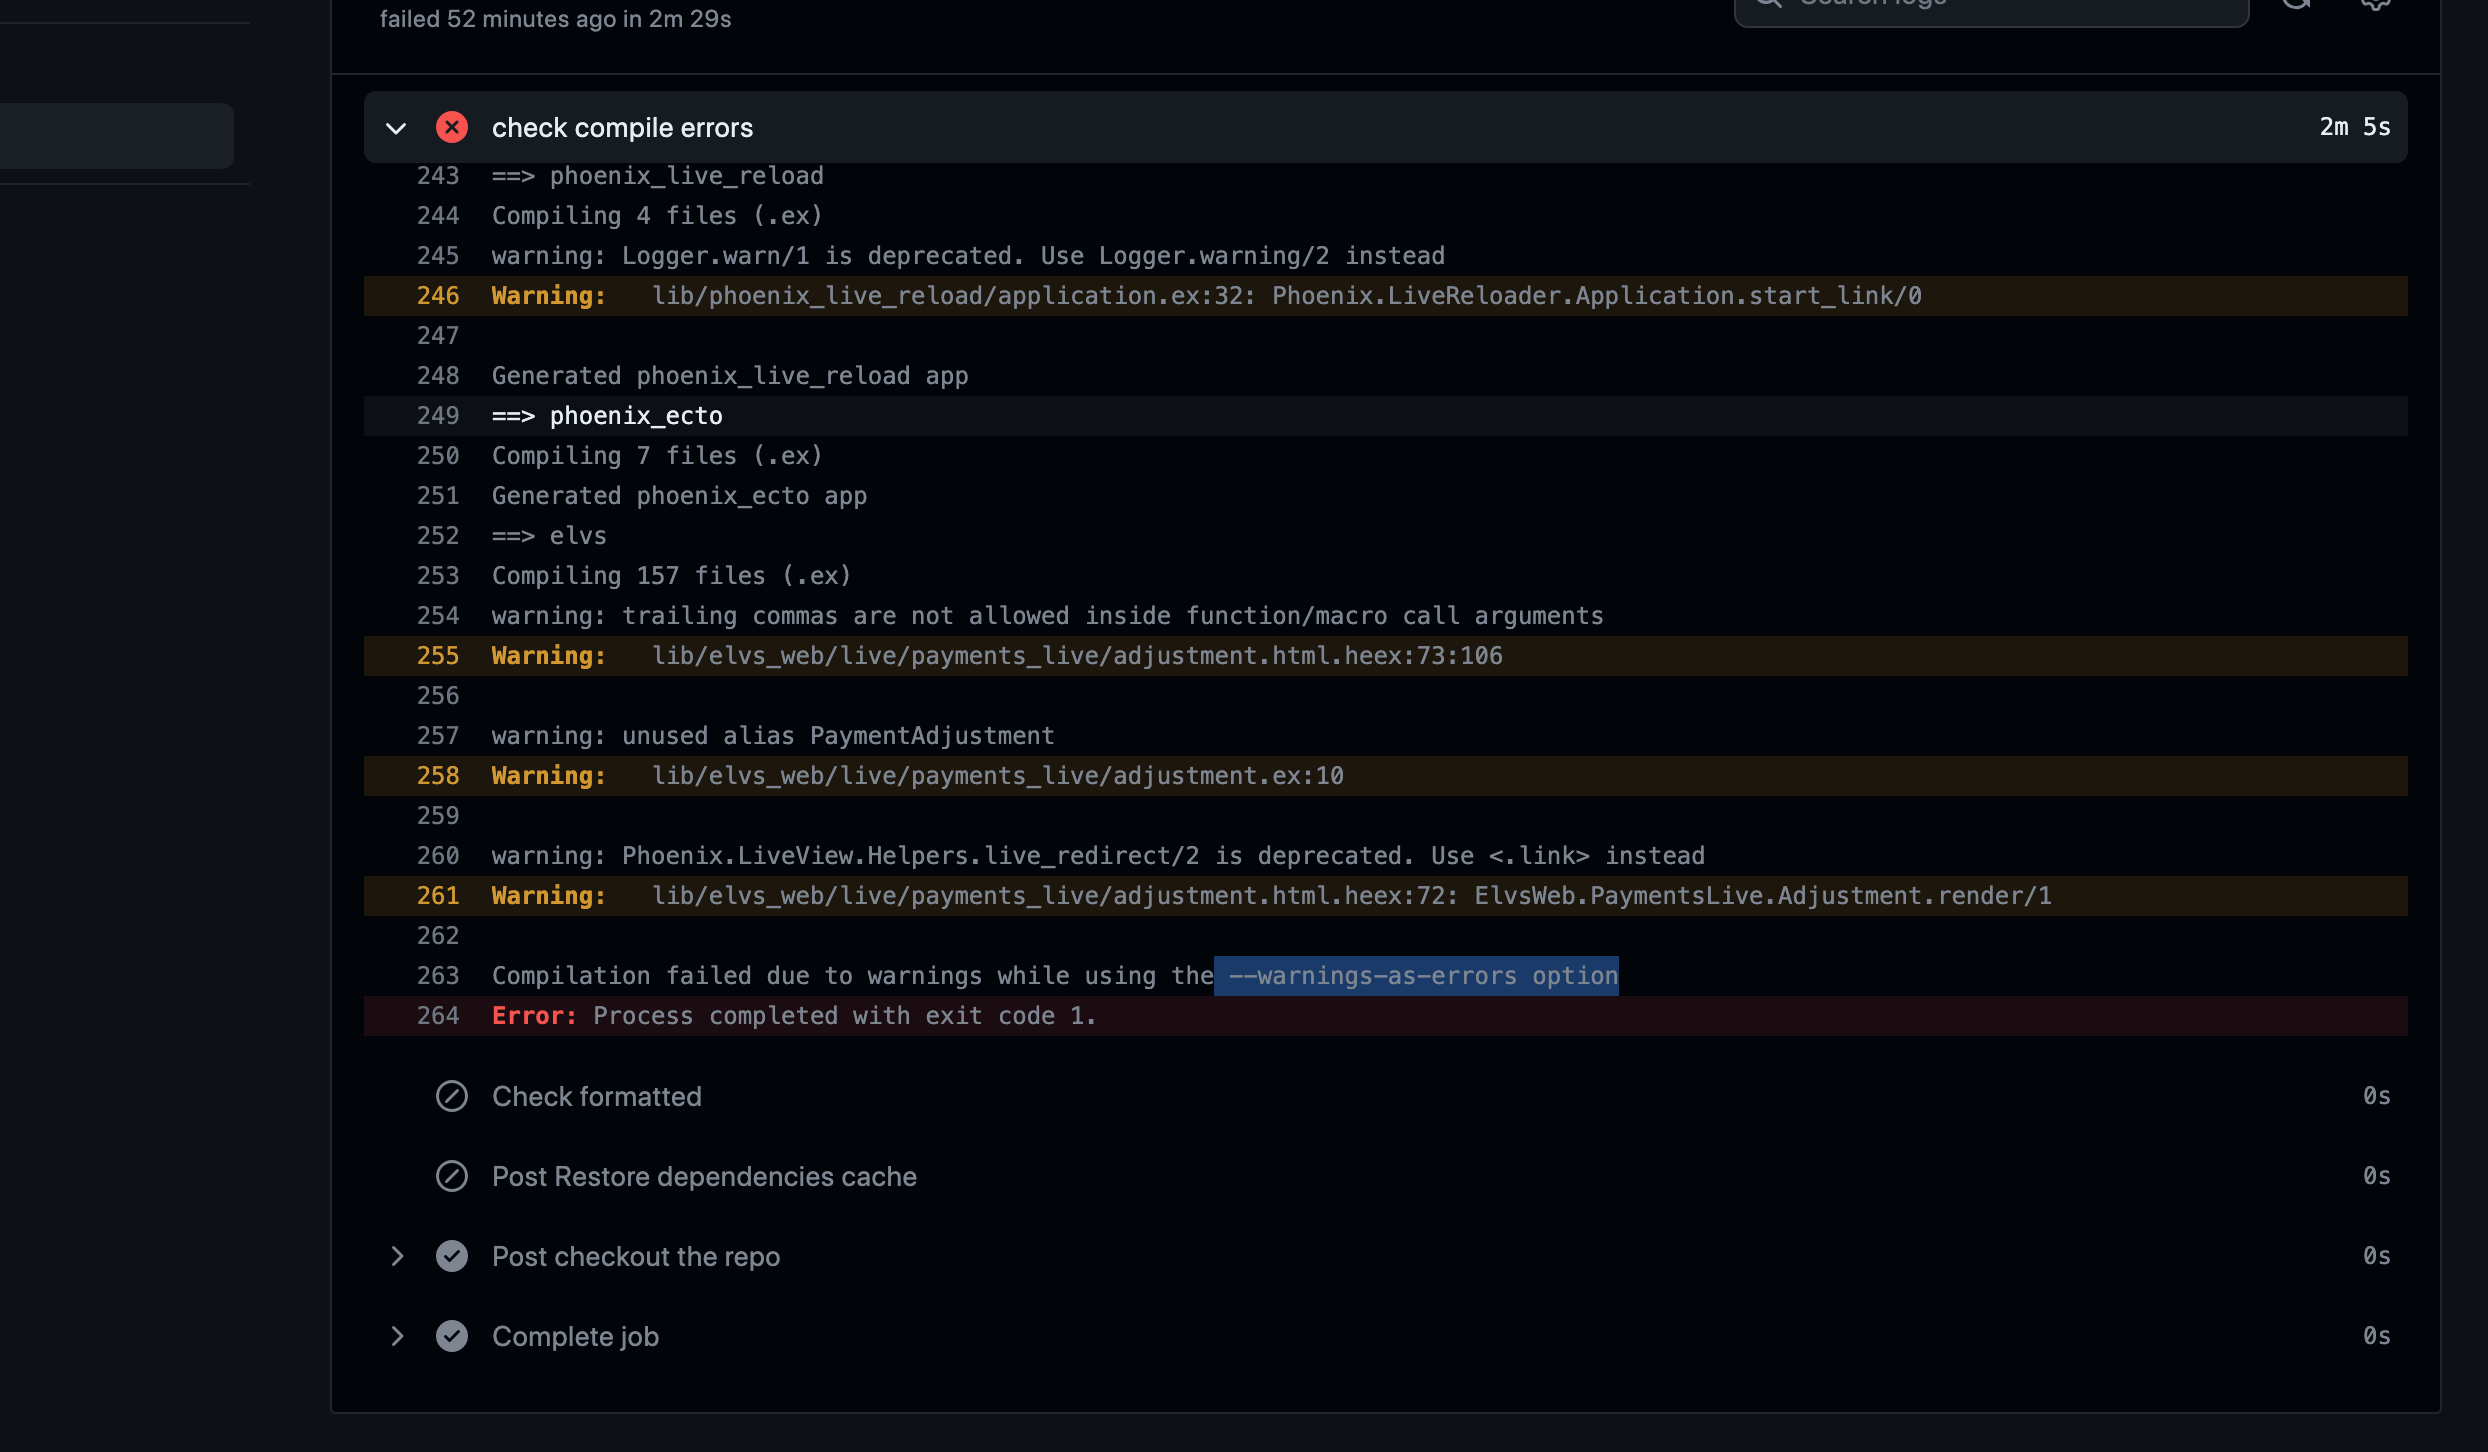 failed 52 minutes ago in 2m 29s
Search logs
check compile errors
2m 5s
243 ==> phoenix_live_reload
244 Compiling 4 files (.ex)
245 warning: Logger.warn/1 is deprecated. Use Logger.warning/2 instead
246 Warning:   lib/phoenix_live_reload/application.ex:32: Phoenix.LiveReloader.Application.start_link/0
247
248 Generated phoenix_live_reload app
249 ==> phoenix_ecto
250 Compiling 7 files (.ex)
251 Generated phoenix_ecto app
252 ==> elvs
253 Compiling 157 files (.ex)
254 warning: trailing commas are not allowed inside function/macro call arguments
255 Warning:   lib/elvs_web/live/payments_live/adjustment.html.heex:73:106
256
257 warning: unused alias PaymentAdjustment
258 Warning:   lib/elvs_web/live/payments_live/adjustment.ex:10
259
260 warning: Phoenix.LiveView.Helpers.live_redirect/2 is deprecated. Use <.link> instead
261 Warning:   lib/elvs_web/live/payments_live/adjustment.html.heex:72: ElvsWeb.PaymentsLive.Adjustment.render/1
262
263 Compilation failed due to warnings while using the --warnings-as-errors option
264 Error: Process completed with exit code 1.
Check formatted
0s
Post Restore dependencies cache
0s
Post checkout the repo
0s
Complete job
0s